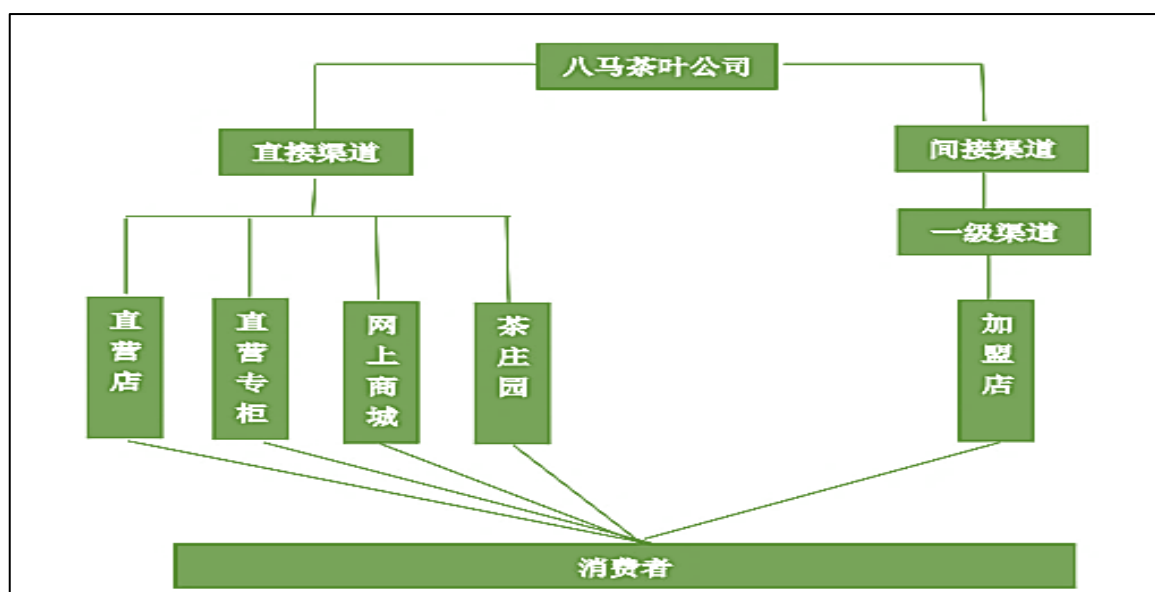 八马茶叶公司
直接渠道
间接渠道
一级渠道
直营店
直营专柜
网上商城
茶庄园
加盟店
消费者